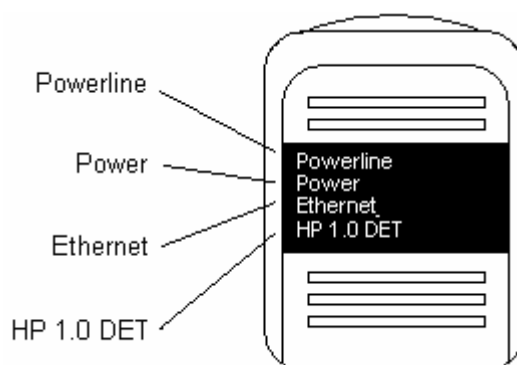 Powerline
Power
Ethernet
HP 1.0 DET
Powerline
Power
Ethernet
HP 1.0 DET